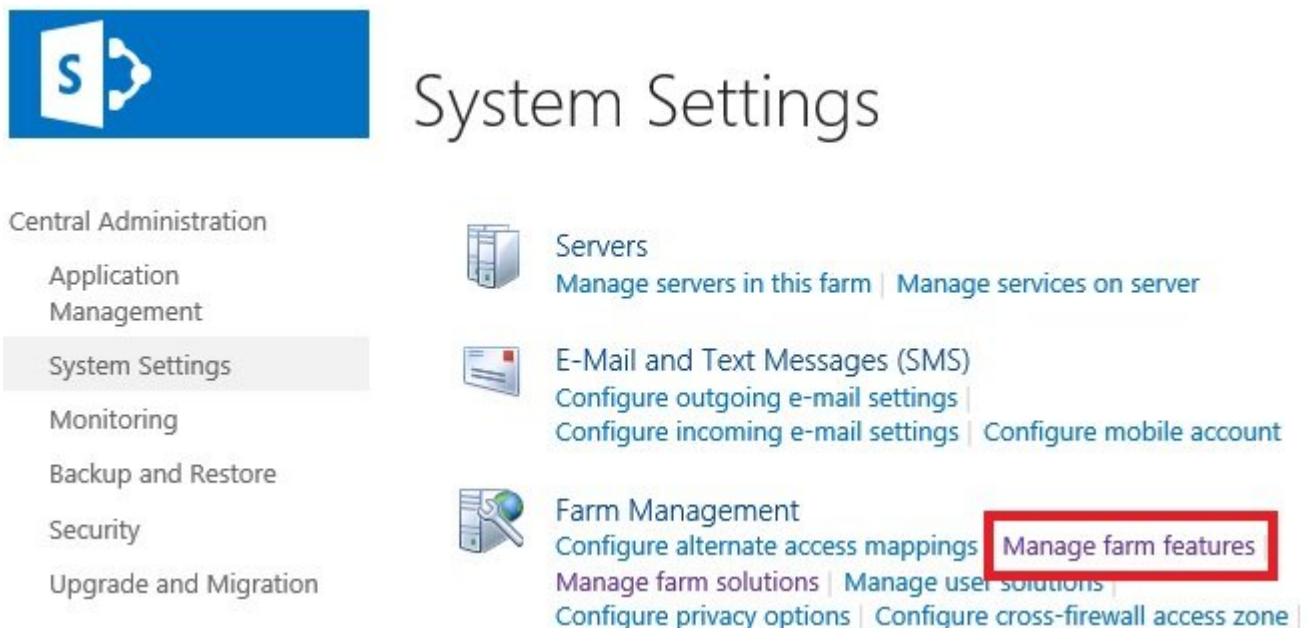 S
System Settings
Central Administration
Application
Management
System Settings
Monitoring
Backup and Restore
Security
Upgrade and Migration
Servers
Manage servers in this farm | Manage services on server
E-Mail and Text Messages (SMS)
Configure outgoing e-mail settings |
Configure incoming e-mail settings | Configure mobile account
Farm Management
Configure alternate access mappings | Manage farm features |
Manage farm solutions | Manage user solutions |
Configure privacy options | Configure cross-firewall access zone |